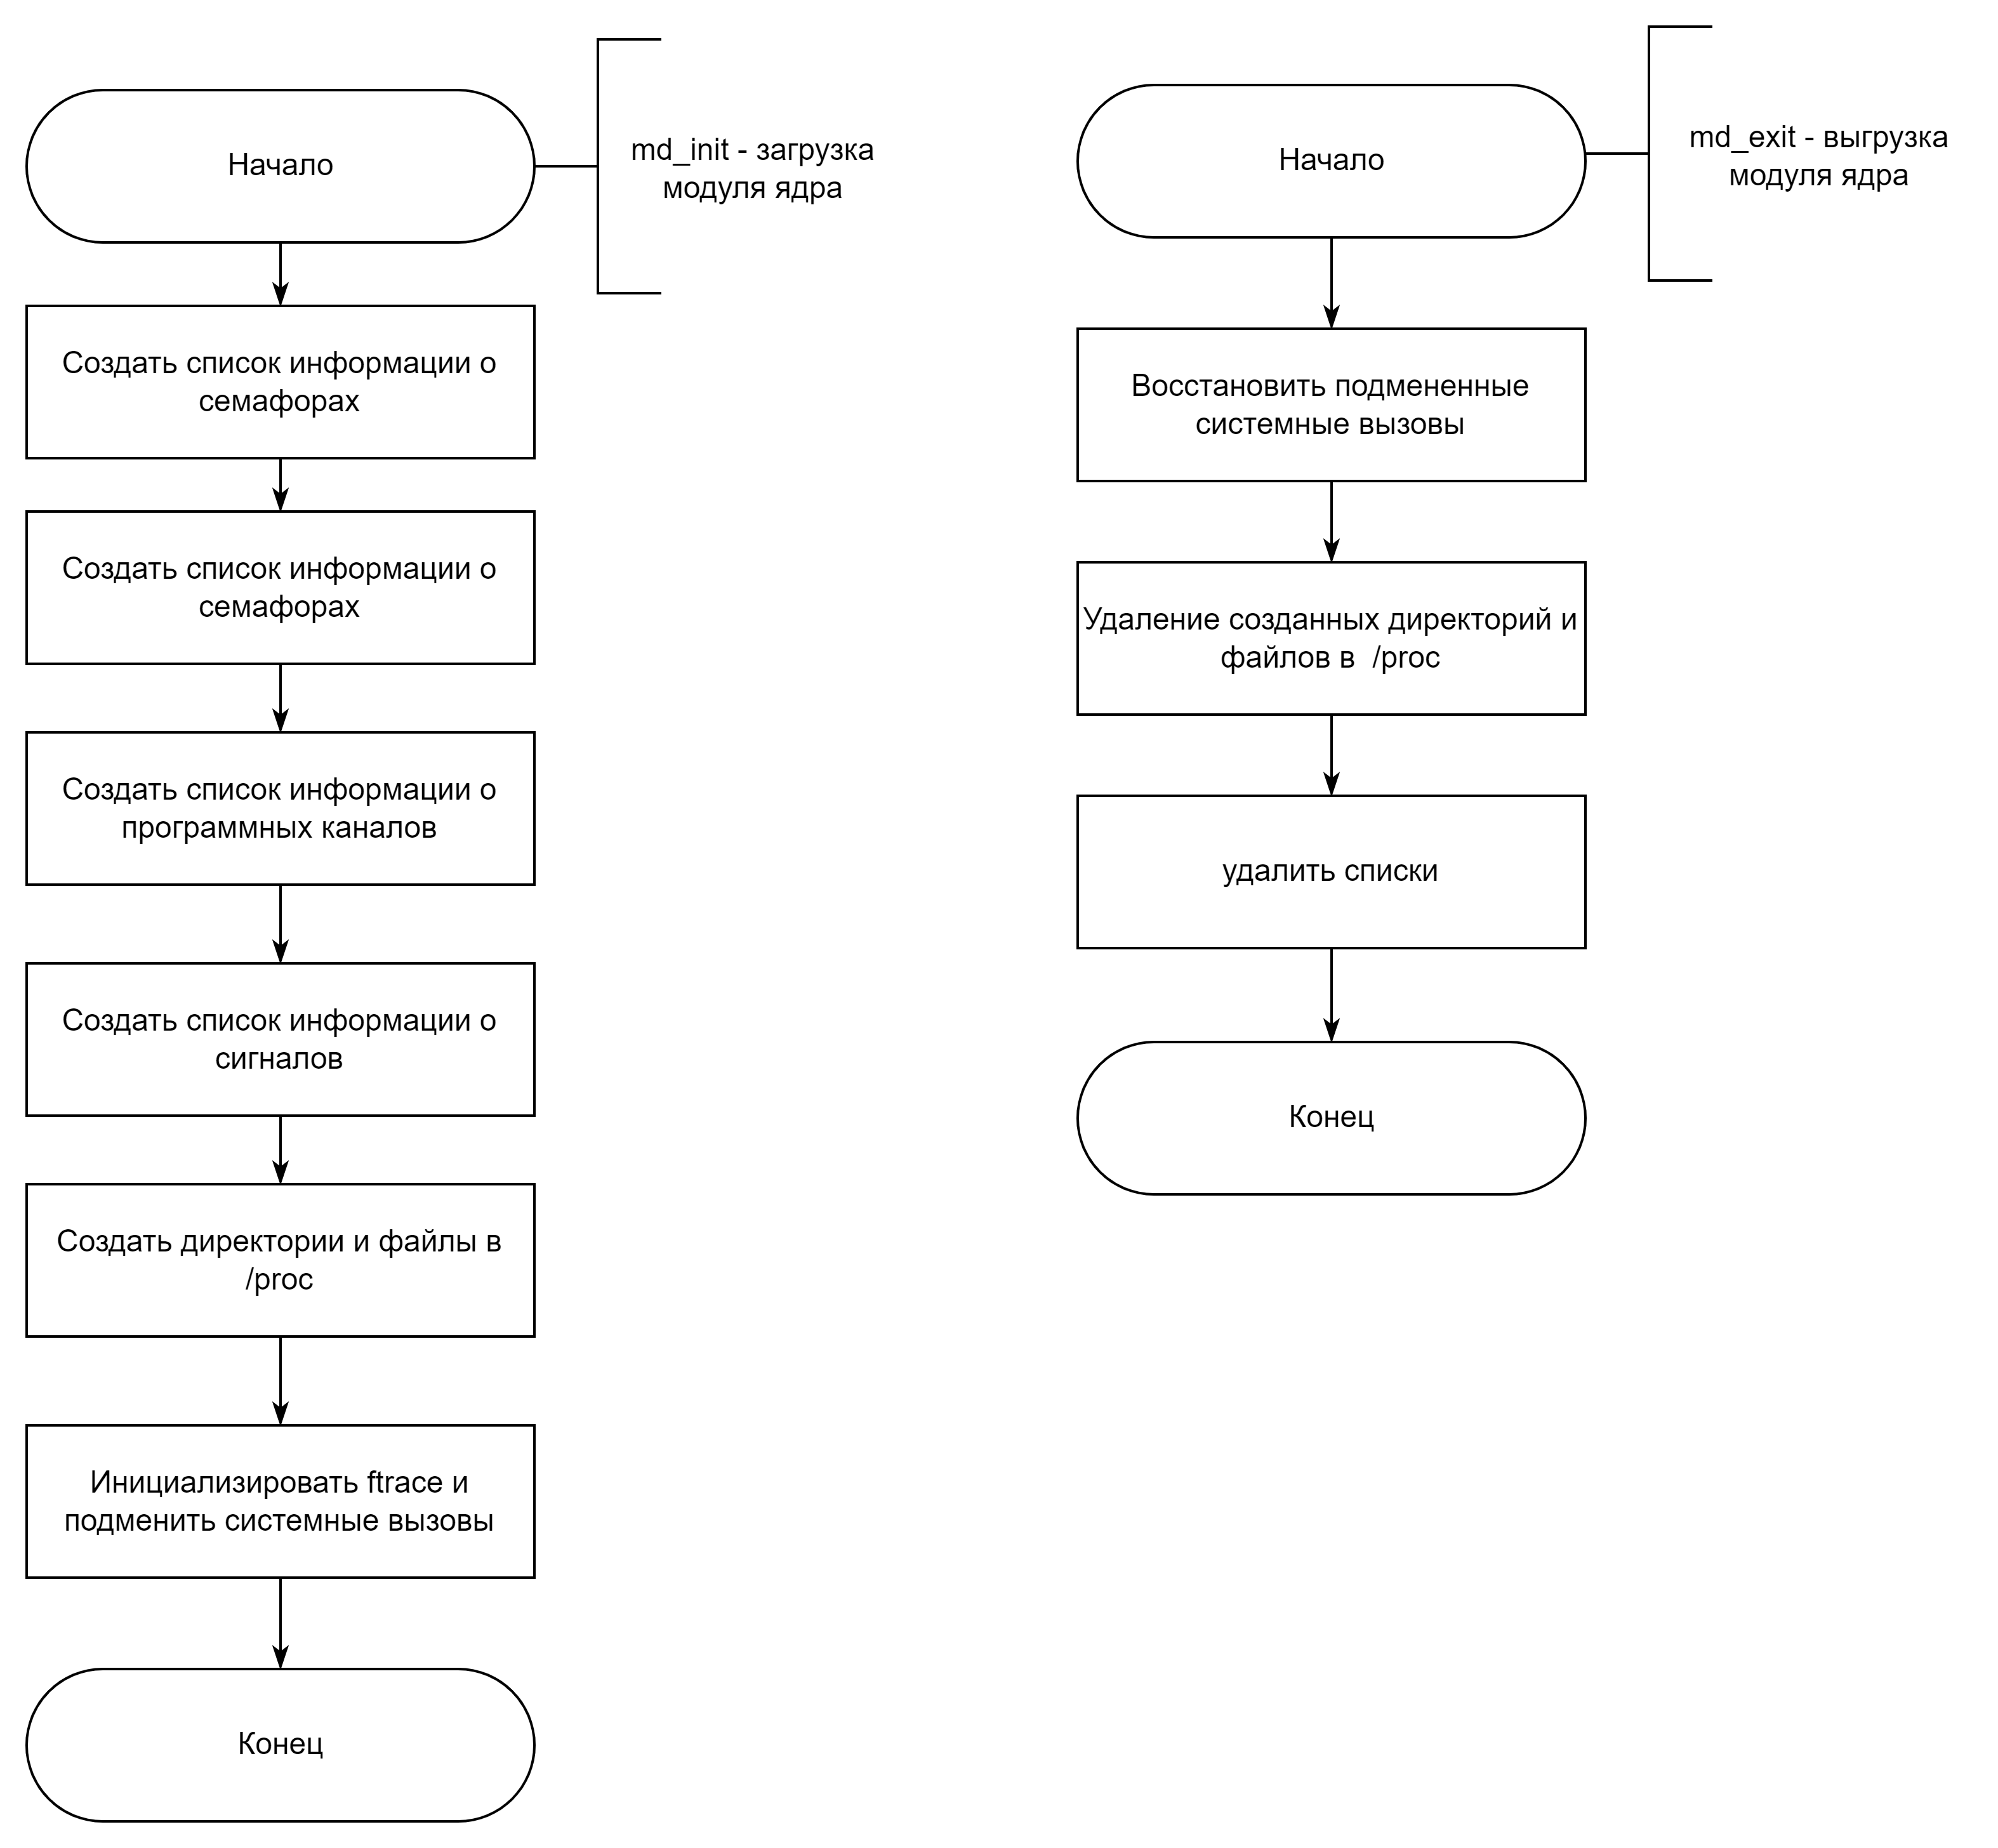 Начало
md_init - загрузка
модуля ядра
Создать список информации о
семафорах
Создать список информации о
семафорах
Создать список информации о
программных каналов
Создать список информации о
сигналов
Создать директории и файлы в
/proc
Инициализировать ftrace и
подменить системные вызовы
Конец
Начало
md_exit - выгрузка
модуля ядра
Восстановить подмененные
системные вызовы
Удаление созданных директорий и
файлов в  /proc
удалить списки
Конец